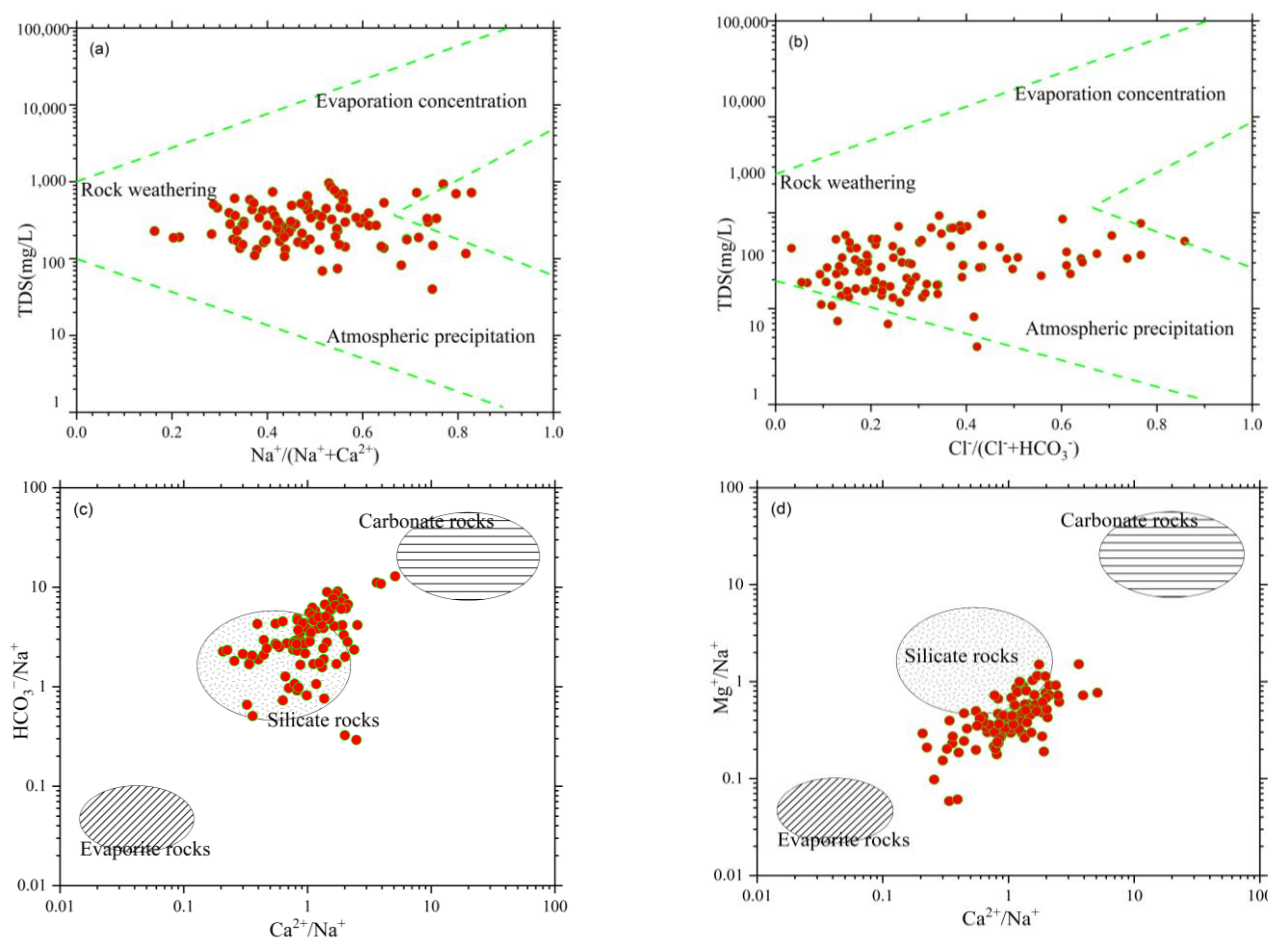 (a)
100,000
10,000
1,000
100
10
1
TDS(mg/L)
Evaporation concentration
Rock weathering
Atmospheric precipitation
0.0 0.2 0.4 0.6 0.8 1.0
Na⁺/(Na⁺+Ca²⁺)
(b)
100,000
10,000
1,000
100
10
1
TDS(mg/L)
Evaporation concentration
Rock weathering
Atmospheric precipitation
0.0 0.2 0.4 0.6 0.8 1.0
Cl⁻/(Cl⁻+HCO₃⁻)
(c)
100
10
1
0.1
0.01
HCO₃⁻/Na⁺
Carbonate rocks
Silicate rocks
Evaporite rocks
0.01 0.1 1 10 100
Ca²⁺/Na⁺
(d)
100
10
1
0.1
0.01
Mg⁺/Na⁺
Carbonate rocks
Silicate rocks
Evaporite rocks
0.01 0.1 1 10 100
Ca²⁺/Na⁺